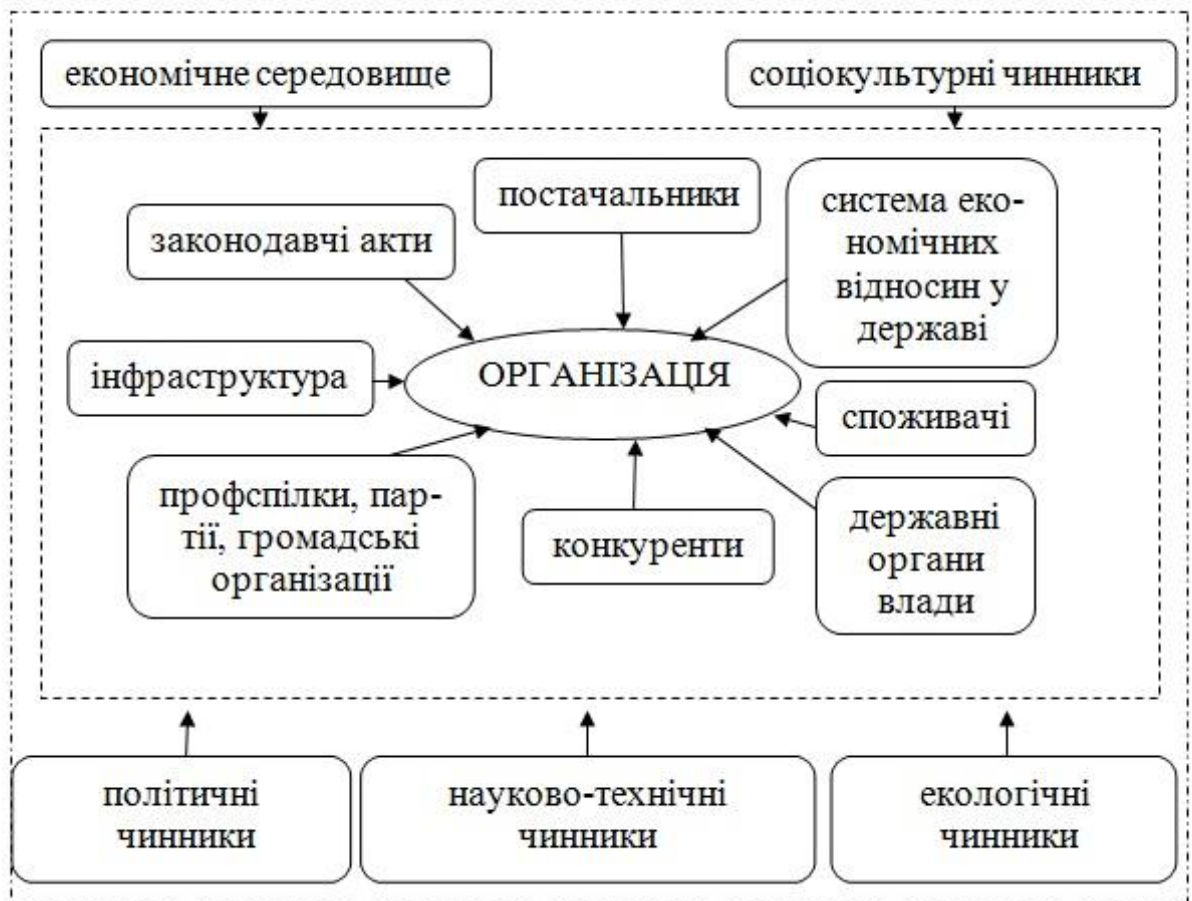 економічне середовище
соціокультурні чинники
постачальники
система еко-
номічних
відносин у
державі
законодавчі акти
інфраструктура
ОРГАНІЗАЦІЯ
споживачі
профспілки, пар-
тії, громадські
організації
конкуренти
державні
органи
влади
політичні
чинники
науково-технічні
чинники
екологічні
чинники